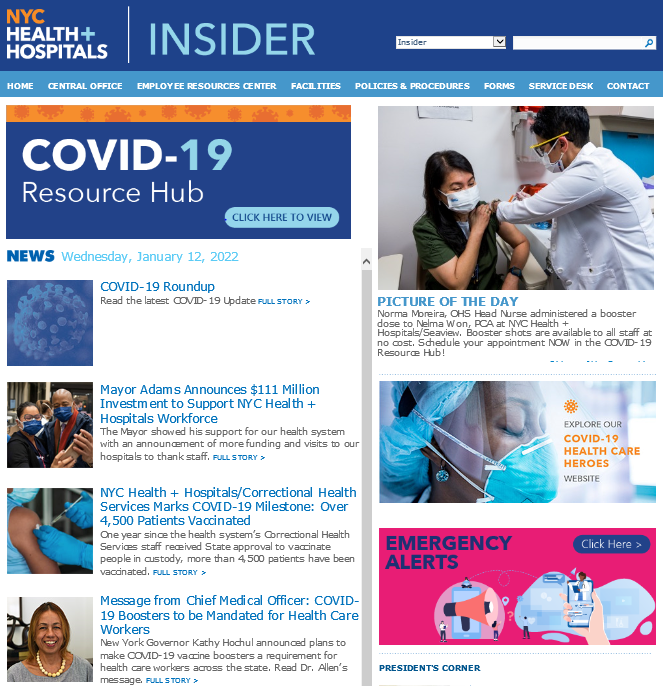 NYC
HEALTH+
HOSPITALS
INSIDER
Insider
HOME CENTRAL OFFICE EMPLOYEE RESOURCES CENTER FACILITIES POLICIES & PROCEDURES FORMS SERVICE DESK CONTACT
COVID-19
Resource Hub
CLICK HERE TO VIEW
NEWS Wednesday, January 12, 2022
COVID-19 Roundup
Read the latest COVID-19 Update FULL STORY >
Mayor Adams Announces $111 Million
Investment to Support NYC Health +
Hospitals Workforce
The Mayor showed his support for our health system
with an announcement of more funding and visits to our
hospitals to thank staff. FULL STORY >
NYC Health + Hospitals/Correctional Health
Services Marks COVID-19 Milestone: Over
4,500 Patients Vaccinated
One year since the health system's Correctional Health
Services staff received State approval to vaccinate
people in custody, more than 4,500 patients have been
vaccinated. FULL STORY >
Message from Chief Medical Officer: COVID-
19 Boosters to be Mandated for Health Care
Workers
New York Governor Kathy Hochul announced plans to
make COVID-19 vaccine boosters a requirement for
health care workers across the state. Read Dr. Allen's
message. FULL STORY >
PICTURE OF THE DAY
Norma Moreira, OHS Head Nurse administered a booster
dose to Nelma Won, PCA at NYC Health +
Hospitals/Seaview. Booster shots are available to all staff at
no cost. Schedule your appointment NOW in the COVID-19
Resource Hub!
EXPLORE OUR
COVID-19
HEALTH CARE
HEROES
WEBSITE
EMERGENCY
ALERTS
Click Here >
PRESIDENT'S CORNER